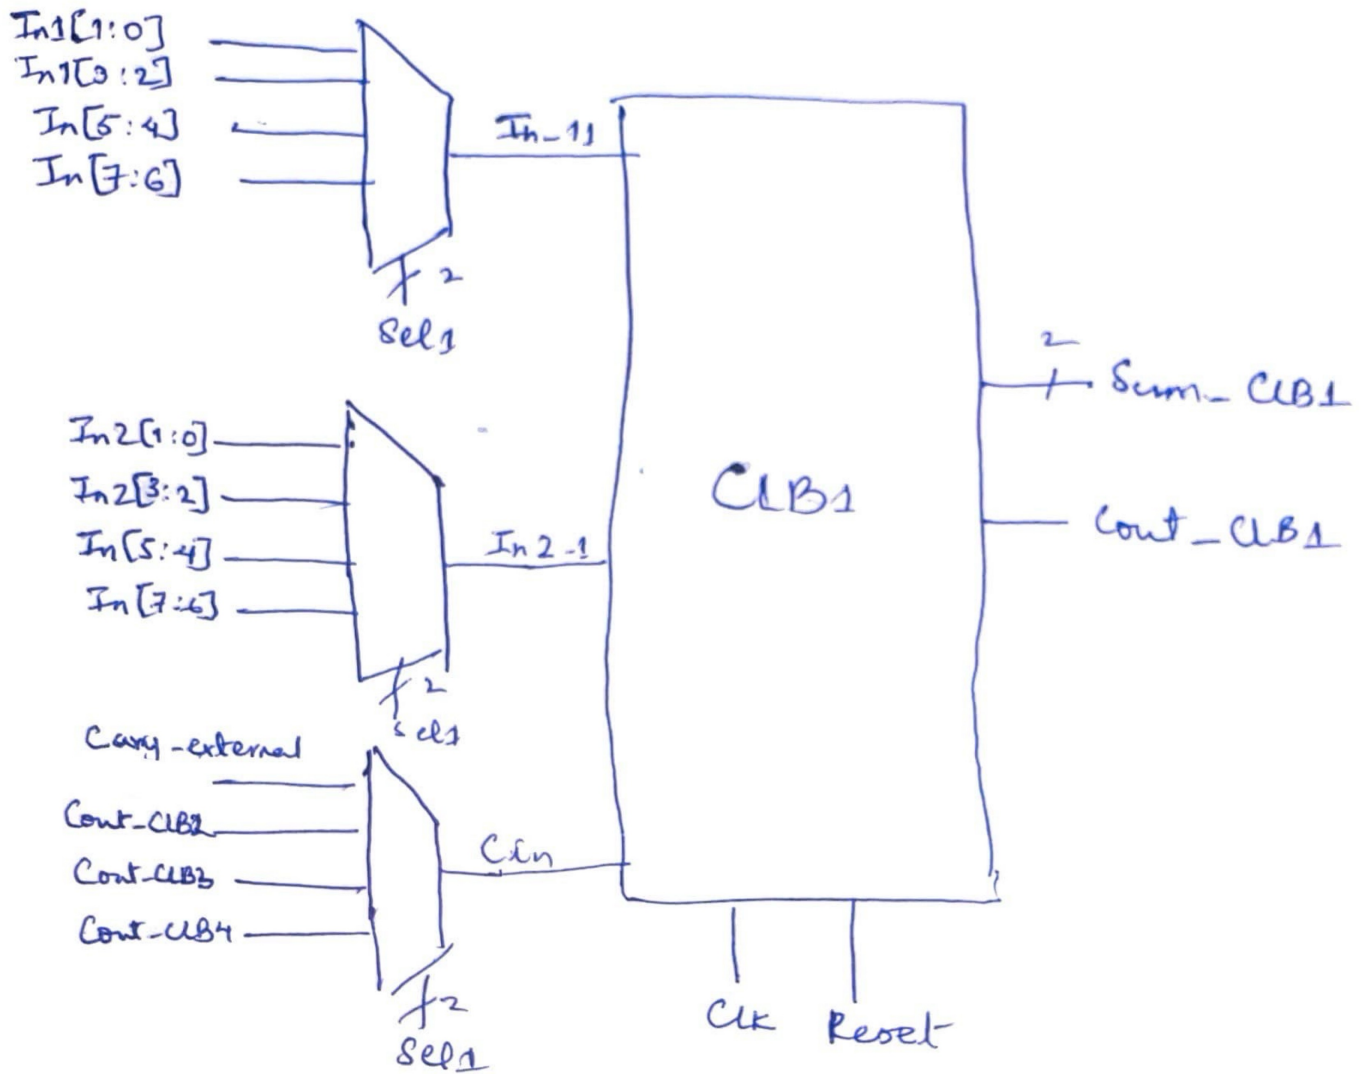 In1[1:0]
In1[3:2]
In[5:4]
In[7:6]
In_11
2
Sel1
2
Sum_CLB1
In2[1:0]
In2[3:2]
In[5:4]
In[7:6]
In2-1
CLB1
Cout_CLB1
2
Sel1
Carry-external
Cout-CLB2
Cout-CLB3
Cout-CLB4
Cin
2
Sel1
Clk
Reset